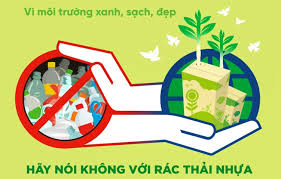 Vì môi trường xanh, sạch, đẹp
HÃY NÓI KHÔNG VỚI RÁC THẢI NHỰA